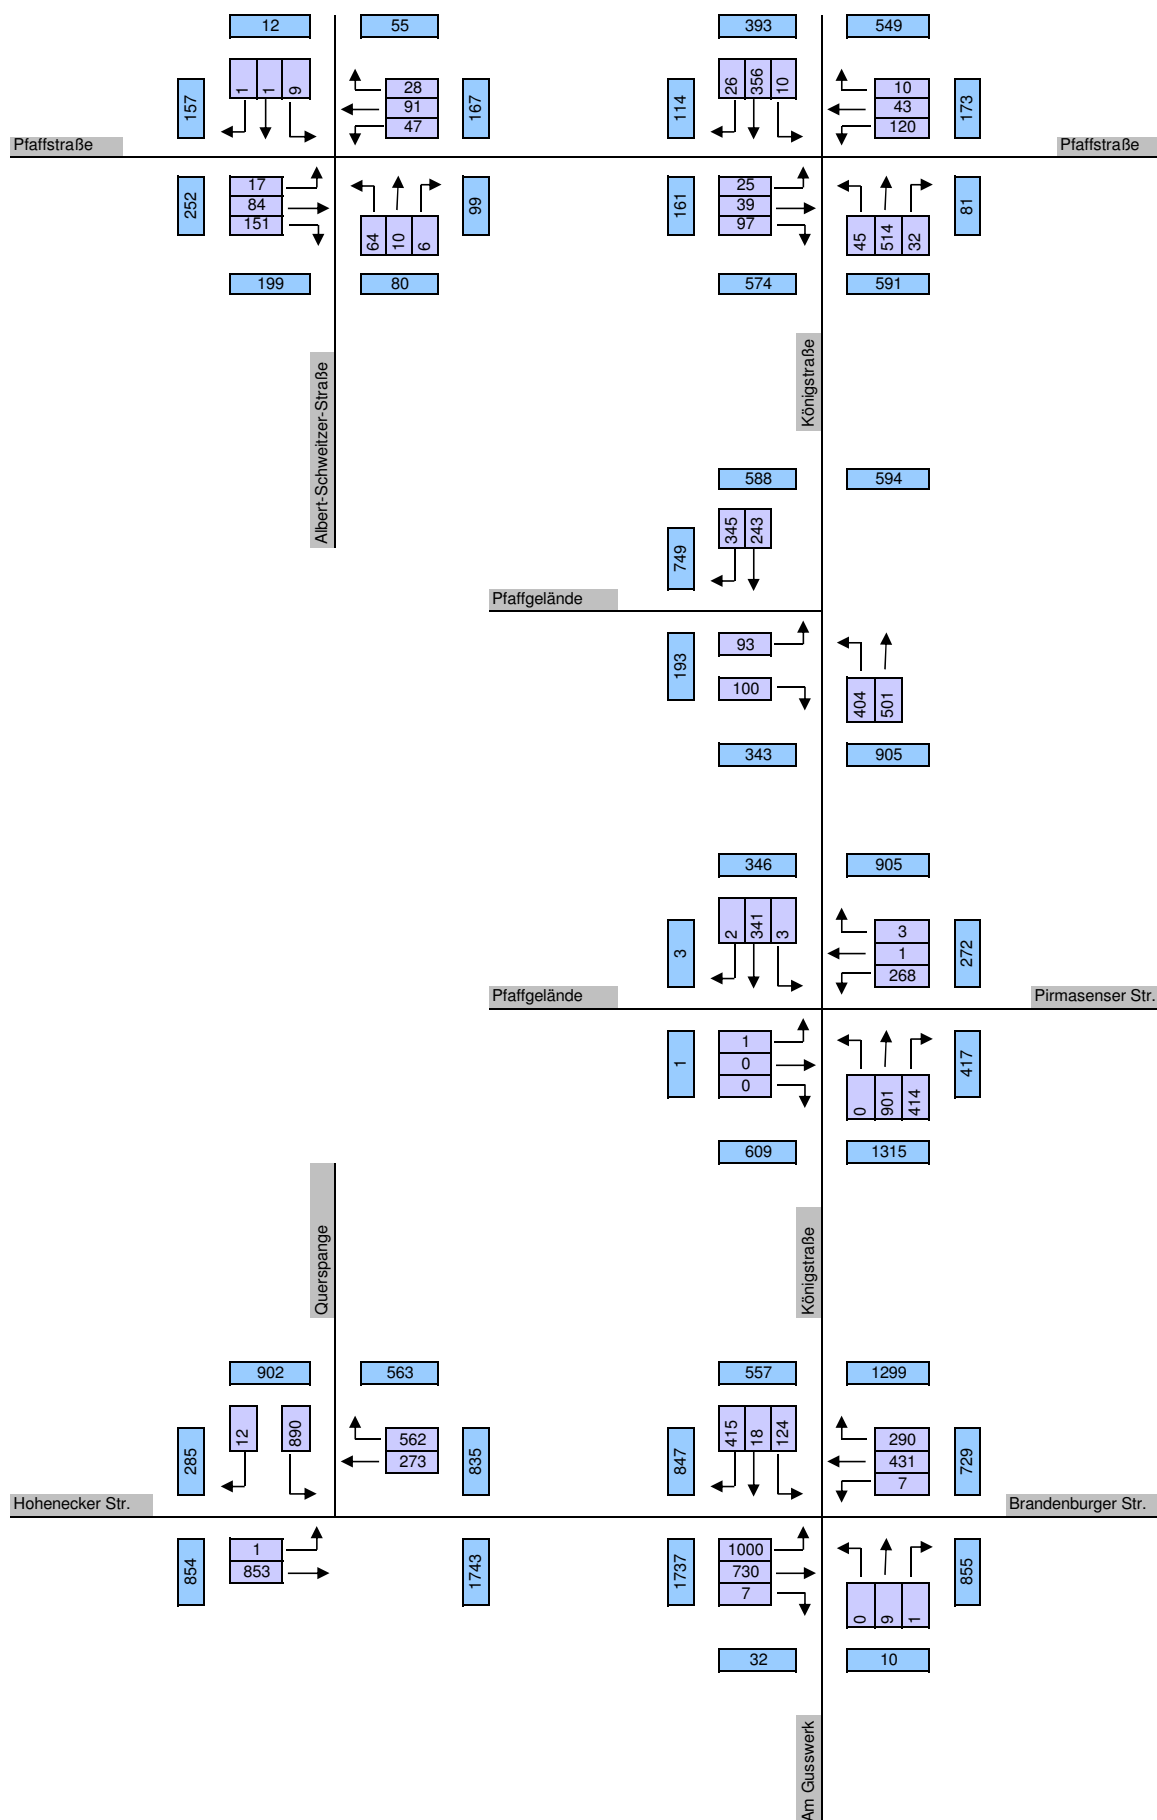 12 55 393 549
157 1 1 9 28 167 114 26 356 10 10 173
91 43
47 120
Pfaffstraße Pfaffstraße
252 17 64 10 6 99 161 25 45 514 32 81
84 39
151 97
199 80 574 591
Albert-Schweitzer-Straße Königstraße
588 594
749 345 243
Pfaffgelände
193 93 404 501
100
343 905
346 905
3 2 341 3 3 272
1
268
Pfaffgelände Pirmasenser Str.
1 1 0 901 414 417
0
0
609 1315
Querspange Königstraße
902 563 557 1299
285 12 890 562 835 847 415 18 124 290 729
273 431
7
Hohenecker Str. Brandenburger Str.
854 1 1743 1737 1000 0 9 1 855
853 730
7
32 10
Am Gusswerk